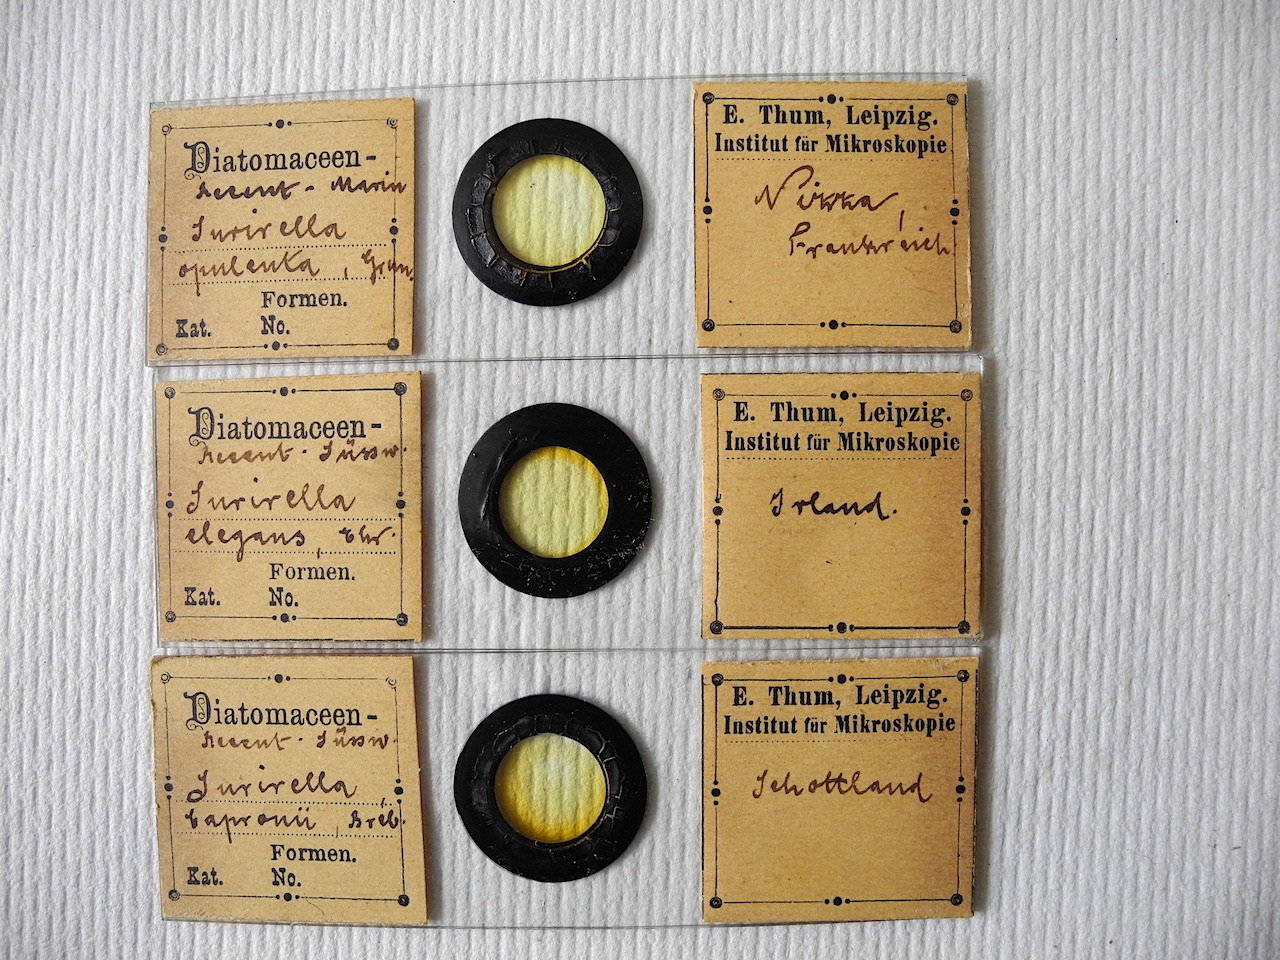 Diatomaceen-
Recent - Marin
Surirella
opulenta, Grun.
Formen.
Kat. No.
E. Thum, Leipzig.
Institut für Mikroskopie
Nizza,
Frankreich
Diatomaceen-
Recent - Süssw.
Surirella
elegans, Ehr.
Formen.
Kat. No.
E. Thum, Leipzig.
Institut für Mikroskopie
Irland.
Diatomaceen-
Recent - Süssw.
Surirella
Capronii, Bréb.
Formen.
Kat. No.
E. Thum, Leipzig.
Institut für Mikroskopie
Schottland